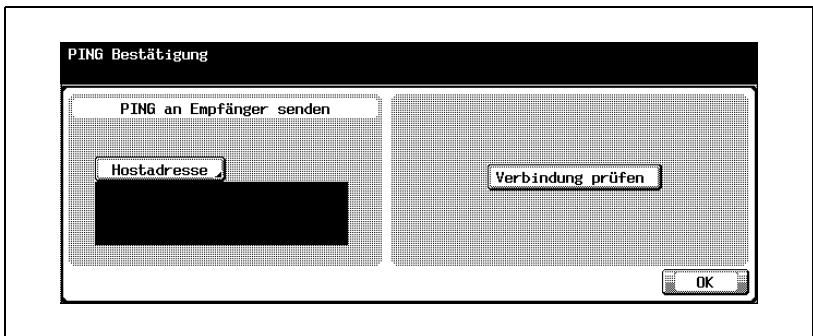 PING Bestätigung
PING an Empfänger senden
Hostadresse
Verbindung prüfen
OK